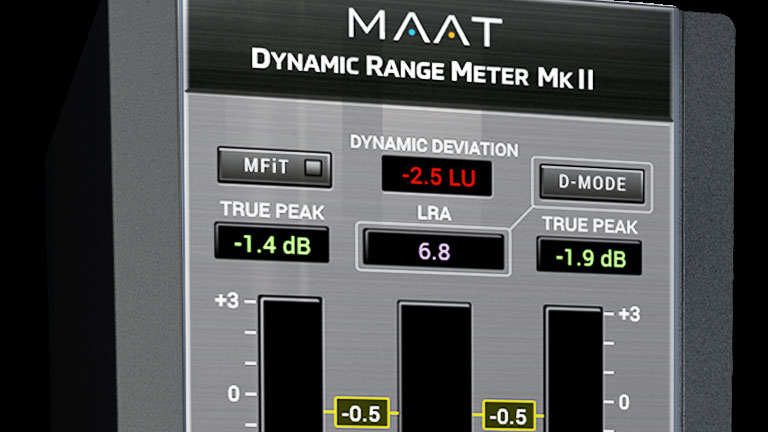 MAAT
DYNAMIC RANGE METER MK II
DYNAMIC DEVIATION
MFiT
-2.5 LU
D-MODE
TRUE PEAK
LRA
TRUE PEAK
-1.4 dB
6.8
-1.9 dB
+3
+3
0
-0.5
-0.5
0